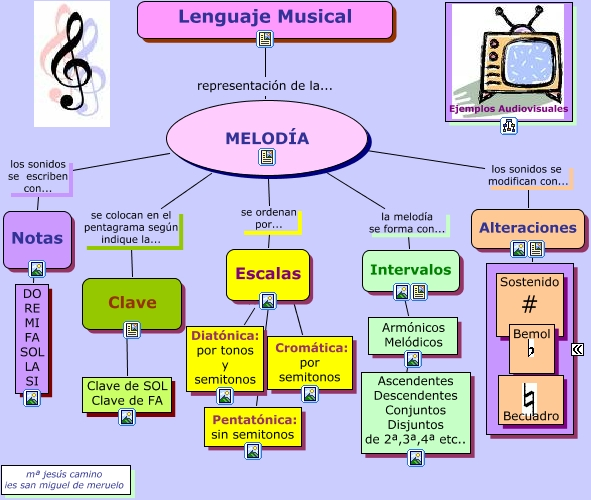 Lenguaje Musical
Ejemplos Audiovisuales
representación de la...
MELODÍA
los sonidos
se escriben
con...
Notas
DO
RE
MI
FA
SOL
LA
SI
se colocan en el
pentagrama según
indique la...
Clave
Clave de SOL
Clave de FA
se ordenan
por...
Escalas
Diatónica:
por tonos
y
semitonos
Cromática:
por
semitonos
Pentatónica:
sin semitonos
la melodía
se forma con...
Intervalos
Armónicos
Melódicos
Ascendentes
Descendentes
Conjuntos
Disjuntos
de 2ª,3ª,4ª etc..
los sonidos se
modifican con...
Alteraciones
Sostenido
#
Bemol
♭
♮
Becuadro
mª jesús camino
ies san miguel de meruelo